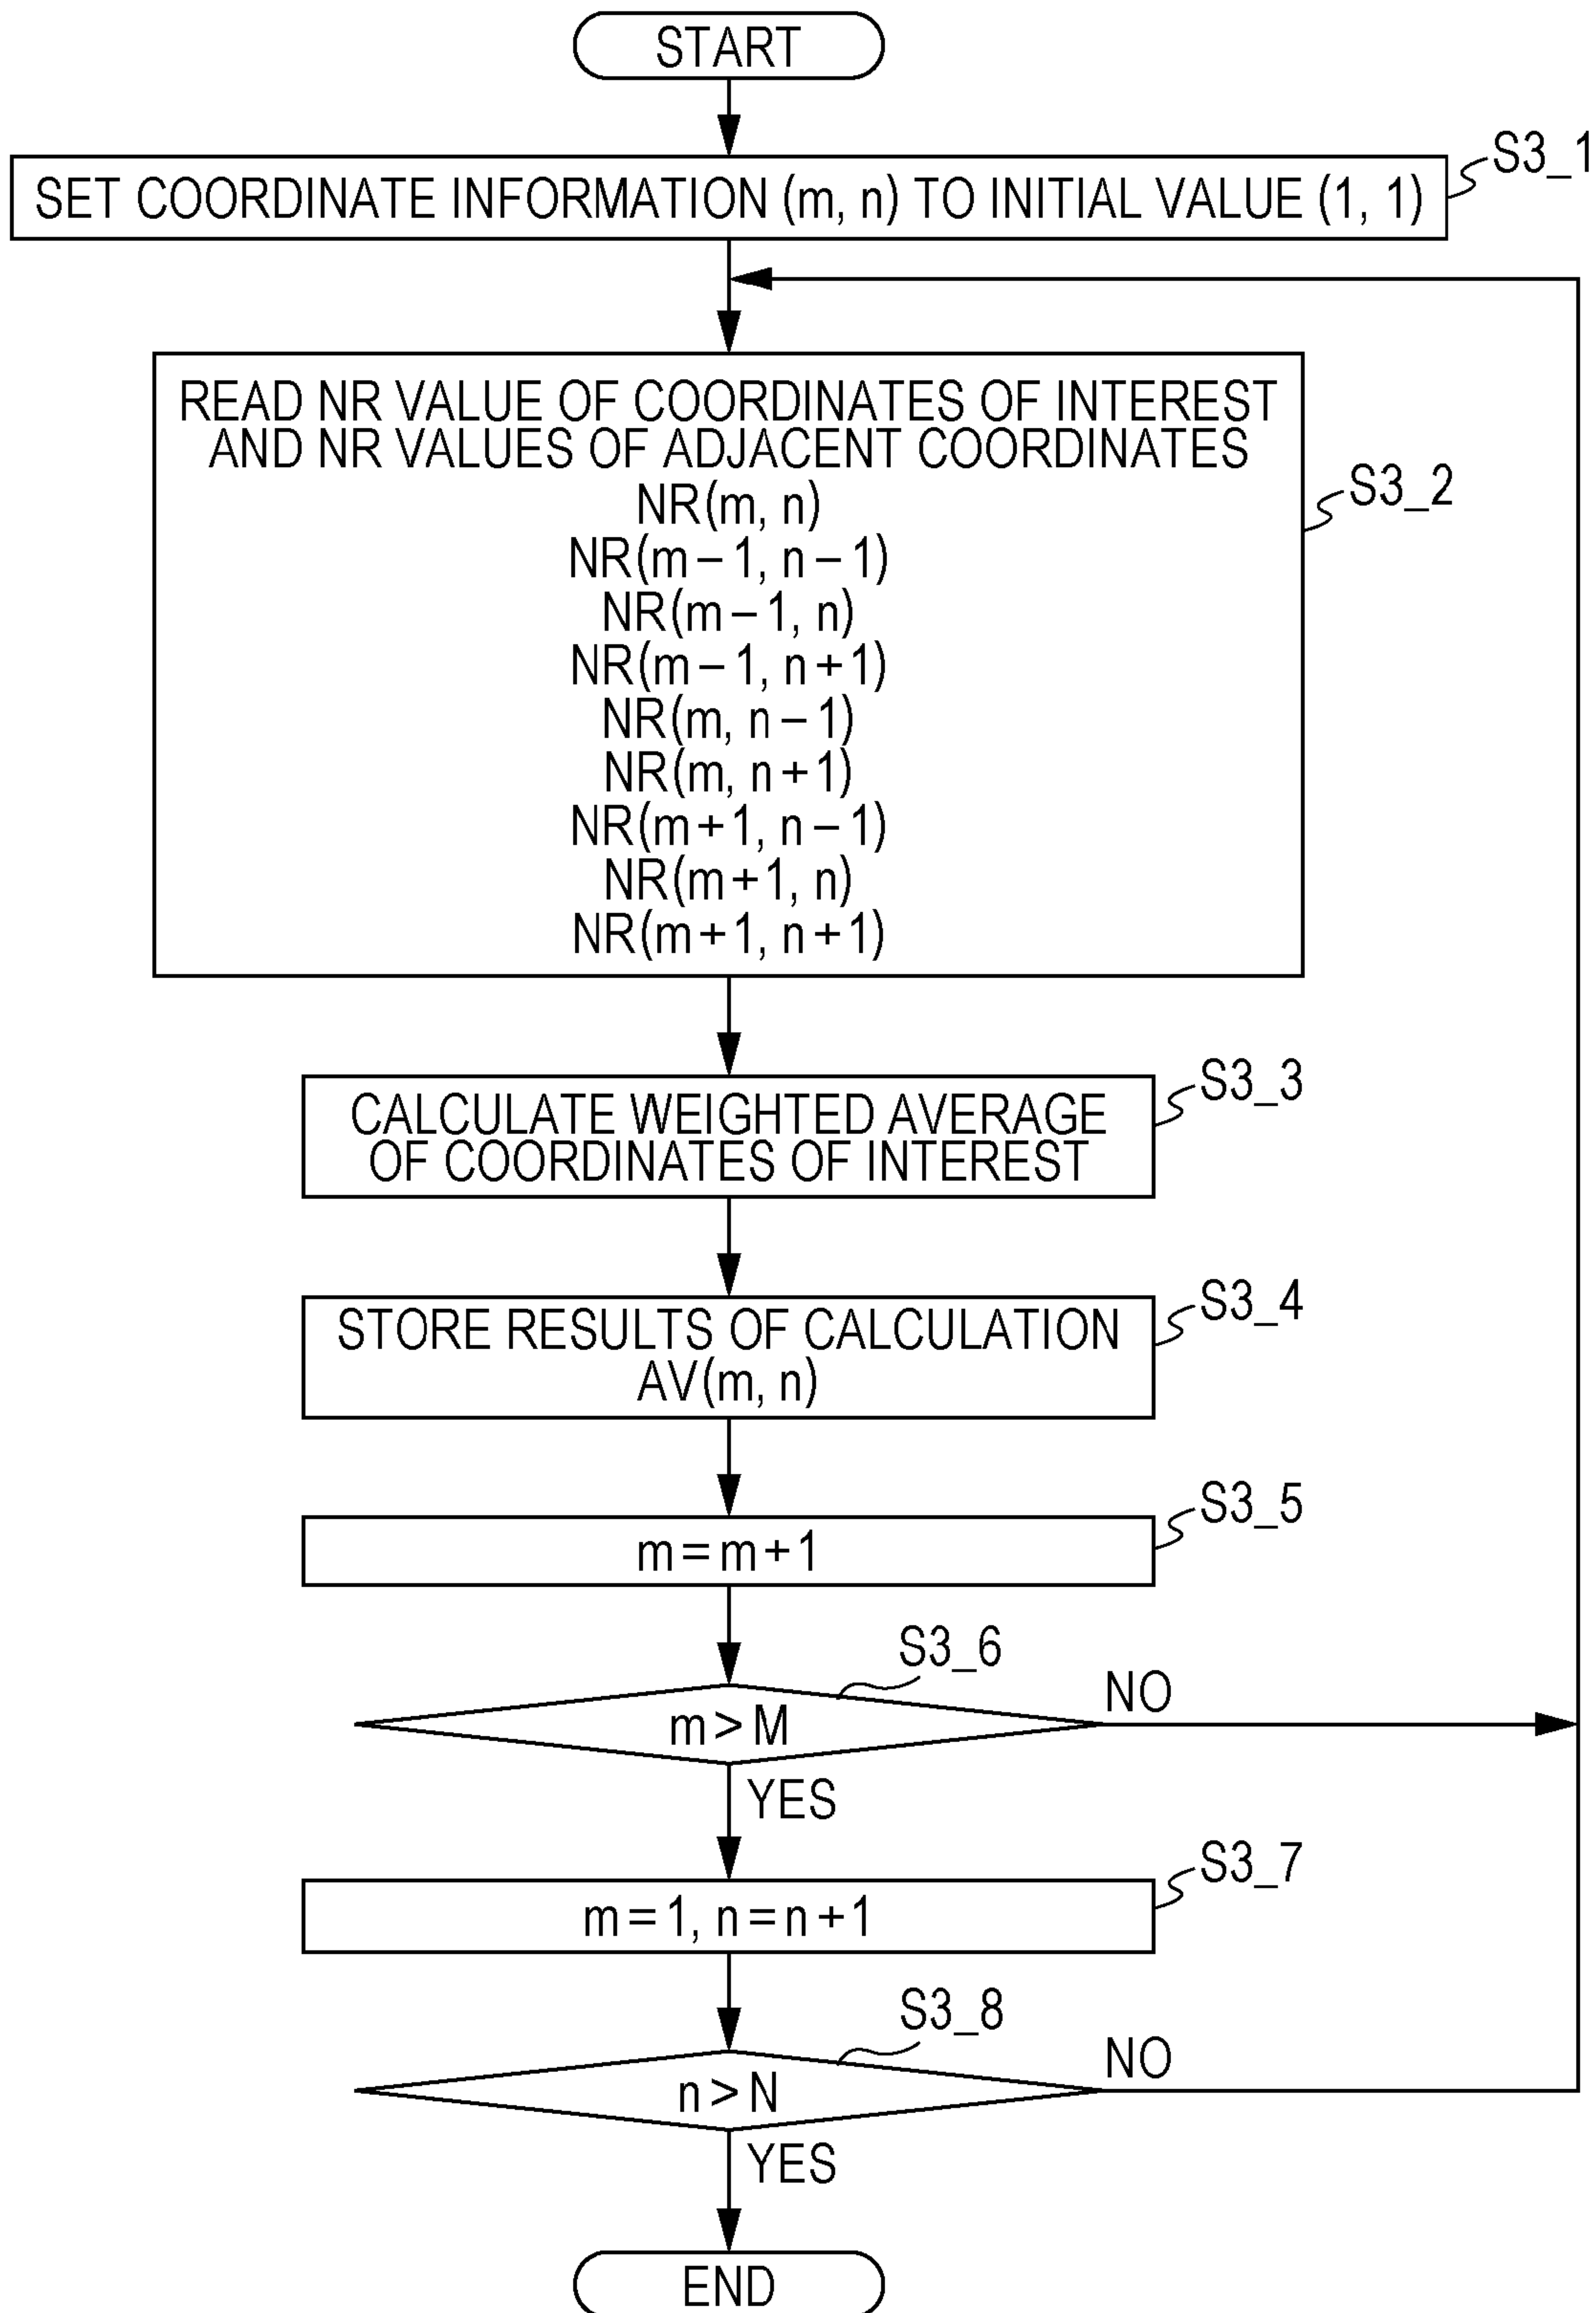 START
SET COORDINATE INFORMATION (m, n) TO INITIAL VALUE (1, 1)
S3_1
READ NR VALUE OF COORDINATES OF INTEREST
AND NR VALUES OF ADJACENT COORDINATES
NR(m, n)
NR(m−1, n−1)
NR(m−1, n)
NR(m−1, n+1)
NR(m, n−1)
NR(m, n+1)
NR(m+1, n−1)
NR(m+1, n)
NR(m+1, n+1)
S3_2
CALCULATE WEIGHTED AVERAGE
OF COORDINATES OF INTEREST
S3_3
STORE RESULTS OF CALCULATION
AV(m, n)
S3_4
m=m+1
S3_5
m>M
S3_6
NO
YES
m=1, n=n+1
S3_7
n>N
S3_8
NO
YES
END